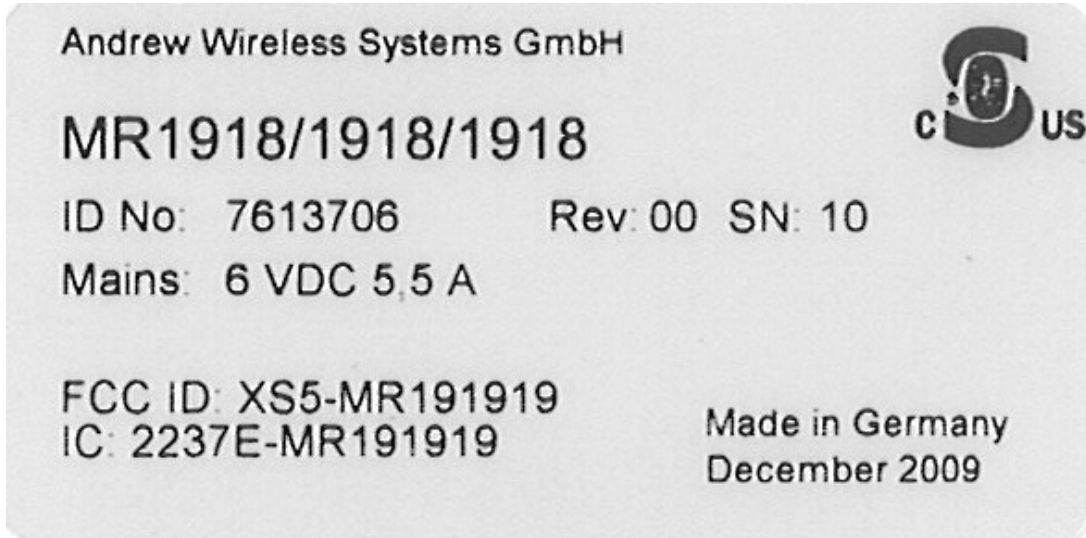 Andrew Wireless Systems GmbH
MR1918/1918/1918
C US
ID No: 7613706 Rev: 00 SN: 10
Mains: 6 VDC 5,5 A
FCC ID: XS5-MR191919
IC: 2237E-MR191919
Made in Germany
December 2009